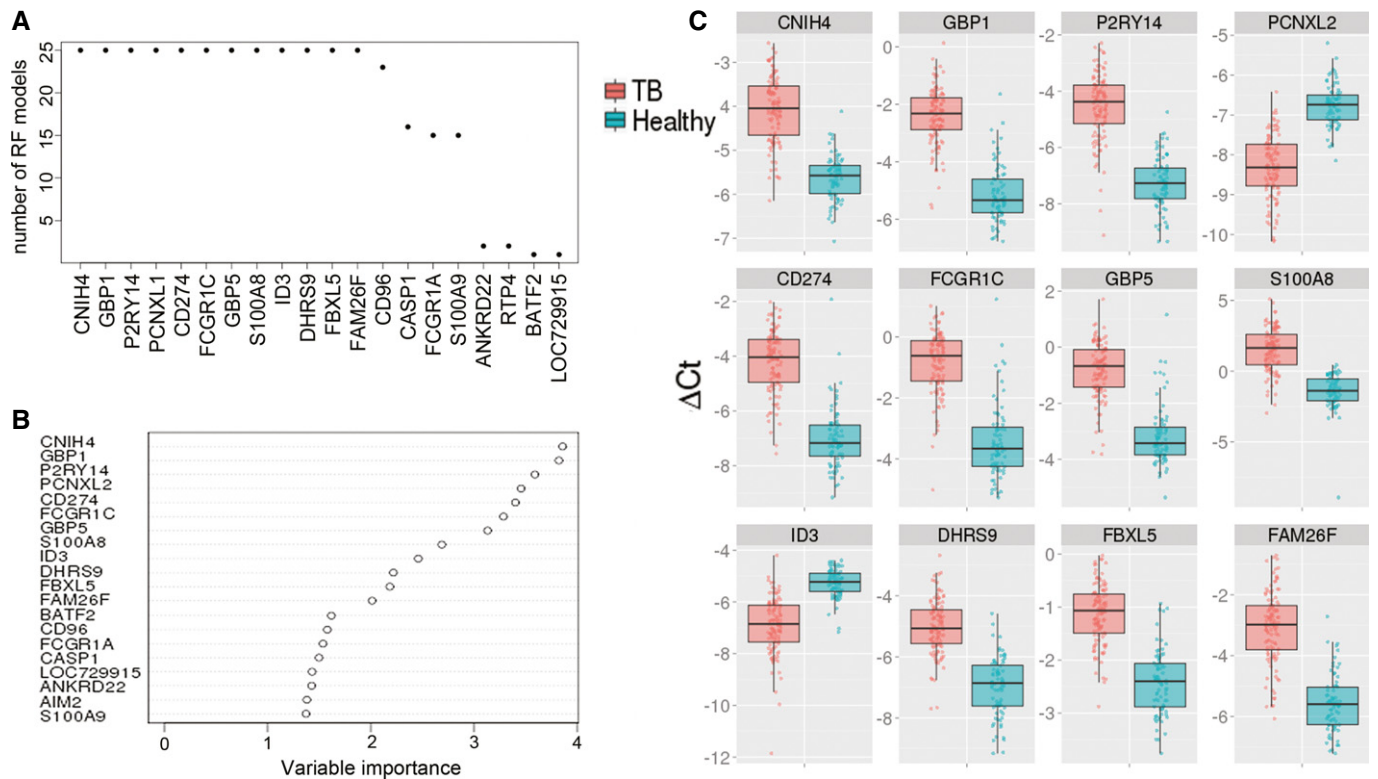 A
number of RF models
25
20
15
10
5
CNIH4
GBP1
P2RY14
PCNXL1
CD274
FCGR1C
GBP5
S100A8
ID3
DHRS9
FBXL5
FAM26F
CD96
CASP1
FCGR1A
S100A9
ANKRD22
RTP4
BATF2
LOC729915
B
CNIH4
GBP1
P2RY14
PCNXL2
CD274
FCGR1C
GBP5
S100A8
ID3
DHRS9
FBXL5
FAM26F
BATF2
CD96
FCGR1A
CASP1
LOC729915
ANKRD22
AIM2
S100A9
0 1 2 3 4
Variable importance
C
TB
Healthy
ΔCt
CNIH4
-3
-4
-5
-6
-7
GBP1
0
-2
-4
-6
P2RY14
-2
-4
-6
-8
PCNXL2
-5
-6
-7
-8
-9
-10
CD274
-2
-4
-6
-8
FCGR1C
0
-2
-4
GBP5
2
0
-2
-4
S100A8
5
0
-5
ID3
-4
-6
-8
-10
-12
DHRS9
-4
-6
-8
FBXL5
0
-1
-2
-3
FAM26F
-2
-4
-6